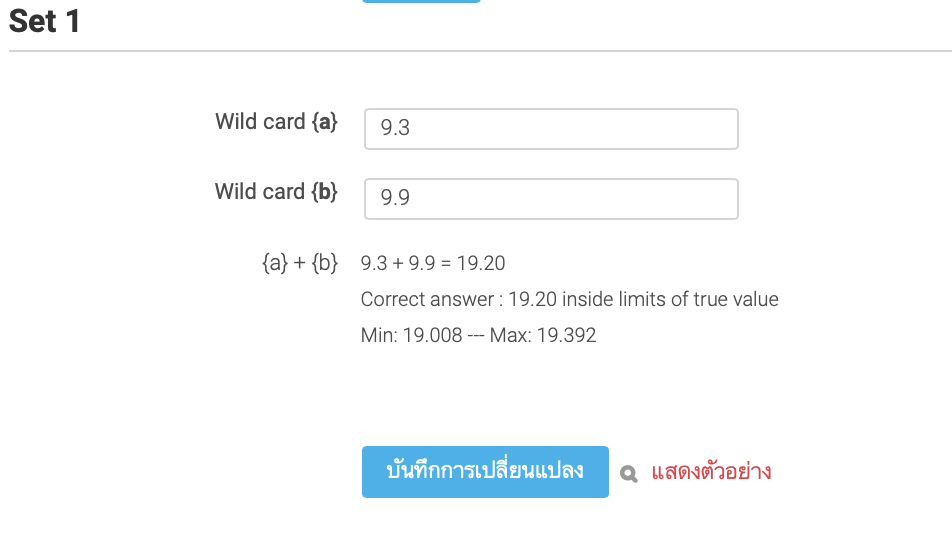 Set 1
Wild card {a} 9.3
Wild card {b} 9.9
{a} + {b} 9.3 + 9.9 = 19.20
Correct answer : 19.20 inside limits of true value
Min: 19.008 --- Max: 19.392
บันทึกการเปลี่ยนแปลง แสดงตัวอย่าง